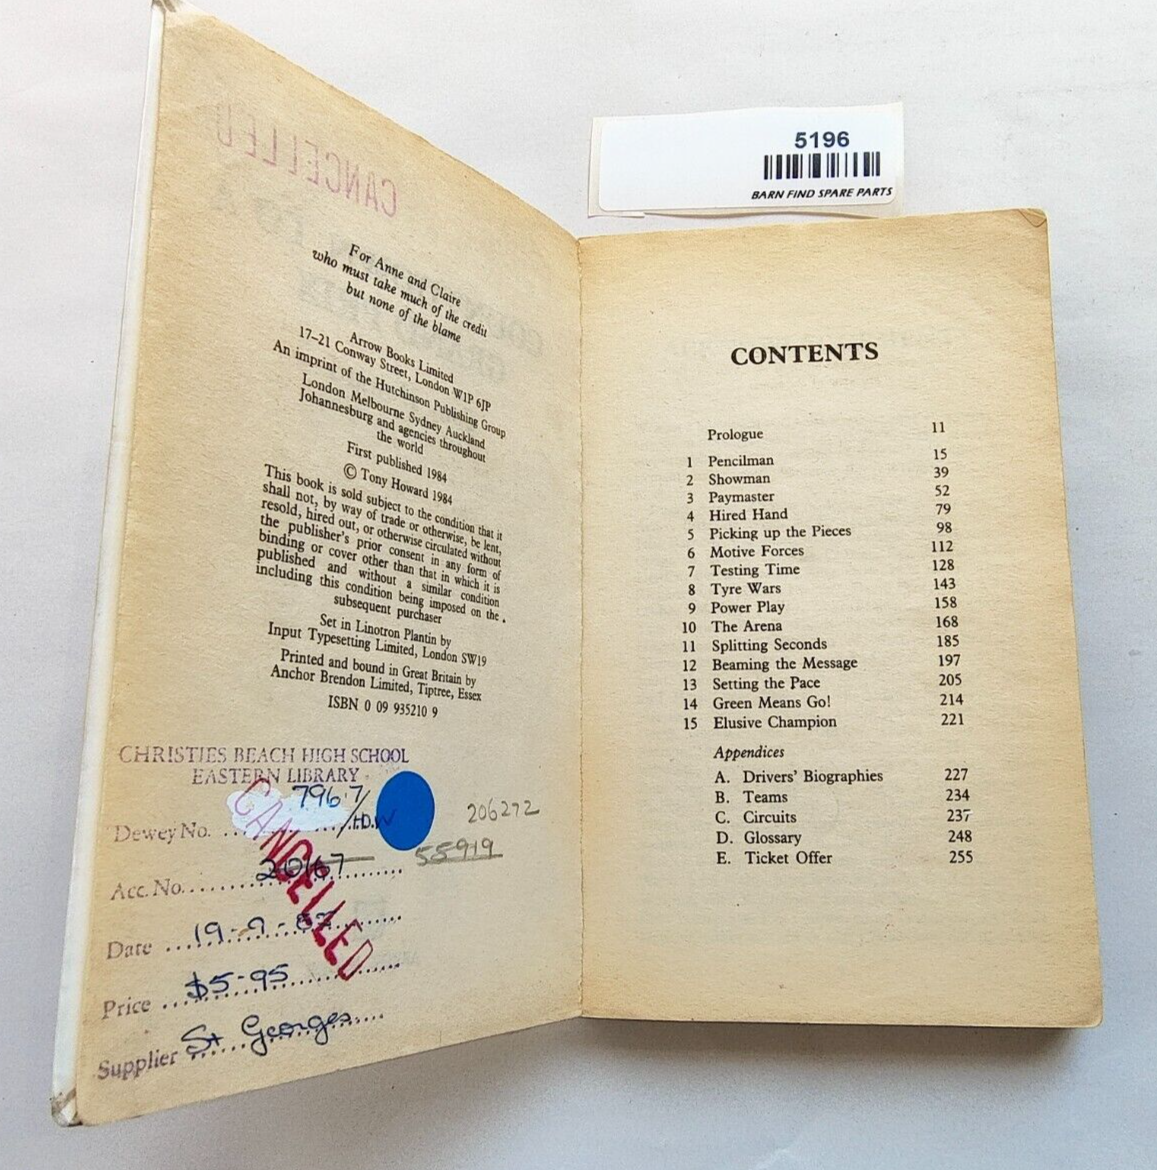 CANCELLED
For Anne and Claire
who must take much of the credit
but none of the blame
Arrow Books Limited
17–21 Conway Street, London W1P 6JP
An imprint of the Hutchinson Publishing Group
London Melbourne Sydney Auckland
Johannesburg and agencies throughout
the world
First published 1984
© Tony Howard 1984
This book is sold subject to the condition that it
shall not, by way of trade or otherwise, be lent,
resold, hired out, or otherwise circulated without
the publisher's prior consent in any form of
binding or cover other than that in which it is
published and without a similar condition
including this condition being imposed on the
subsequent purchaser
Set in Linotron Plantin by
Input Typesetting Limited, London SW19
Printed and bound in Great Britain by
Anchor Brendon Limited, Tiptree, Essex
ISBN 0 09 935210 9
CHRISTIES BEACH HIGH SCHOOL
EASTERN LIBRARY
Dewey No. 796.7/
206272
Acc. No. 20167
55919
CANCELLED
Date 19-9-87
Price $5-95
Supplier St Georges
5196
BARN FIND SPARE PARTS
CONTENTS
Prologue 11
1 Pencilman 15
2 Showman 39
3 Paymaster 52
4 Hired Hand 79
5 Picking up the Pieces 98
6 Motive Forces 112
7 Testing Time 128
8 Tyre Wars 143
9 Power Play 158
10 The Arena 168
11 Splitting Seconds 185
12 Beaming the Message 197
13 Setting the Pace 205
14 Green Means Go! 214
15 Elusive Champion 221
Appendices
A. Drivers' Biographies 227
B. Teams 234
C. Circuits 237
D. Glossary 248
E. Ticket Offer 255